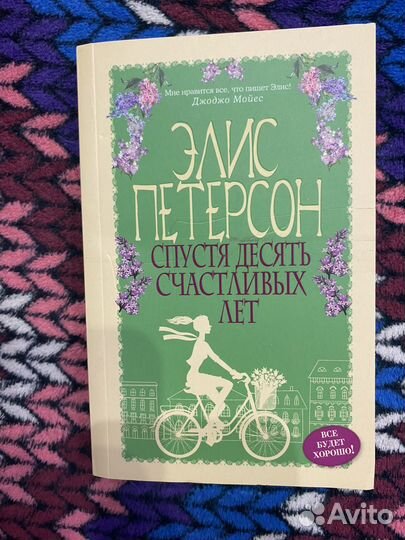 Мне нравится все, что пишет Элис!
Джоджо Мойес
ЭЛИС
ПЕТЕРСОН
СПУСТЯ ДЕСЯТЬ
СЧАСТЛИВЫХ
ЛЕТ
ВСЕ
БУДЕТ
ХОРОШО!
Avito